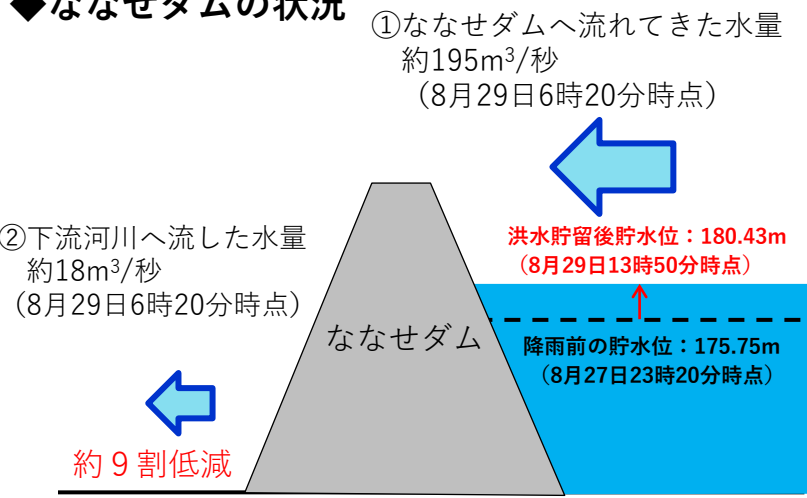 ◆ななせダムの状況
①ななせダムへ流れてきた水量
約195m³/秒
（8月29日6時20分時点）
②下流河川へ流した水量
約18m³/秒
（8月29日6時20分時点）
洪水貯留後貯水位：180.43m
（8月29日13時50分時点）
ななせダム
降雨前の貯水位：175.75m
（8月27日23時20分時点）
約９割低減